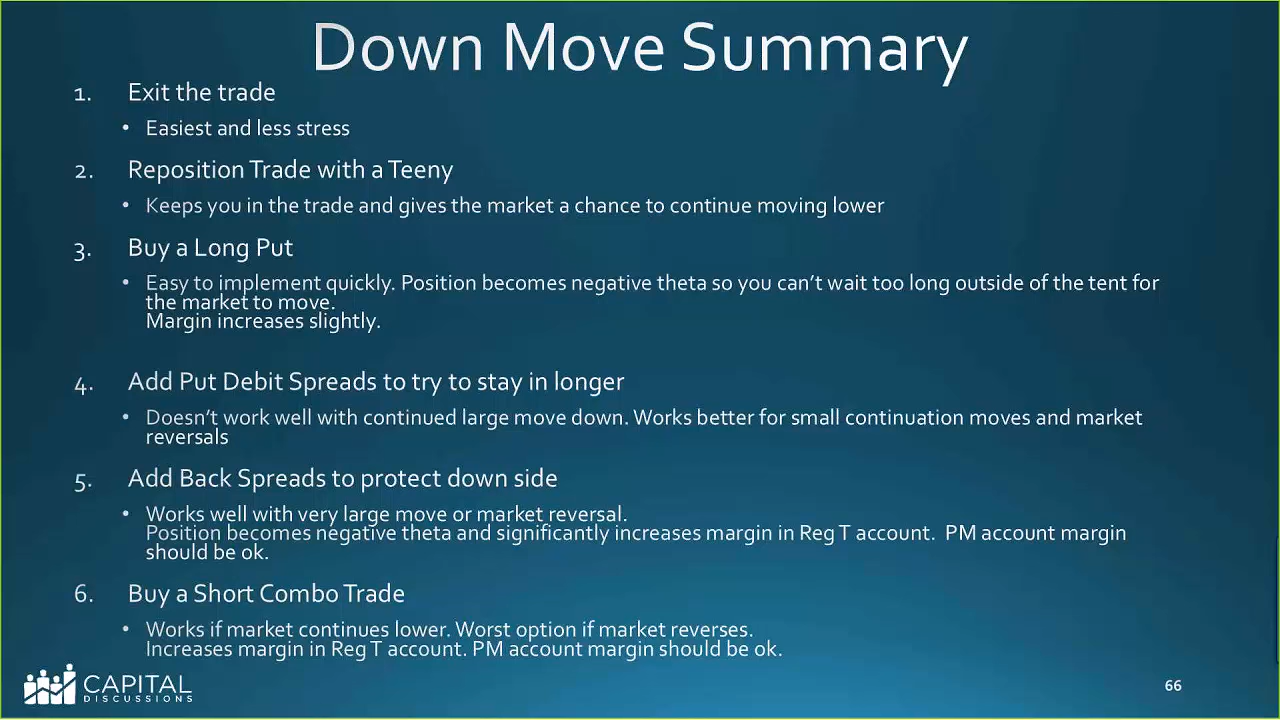 Down Move Summary
1. Exit the trade
• Easiest and less stress
2. Reposition Trade with a Teeny
• Keeps you in the trade and gives the market a chance to continue moving lower
3. Buy a Long Put
• Easy to implement quickly. Position becomes negative theta so you can’t wait too long outside of the tent for
the market to move.
Margin increases slightly.
4. Add Put Debit Spreads to try to stay in longer
• Doesn’t work well with continued large move down. Works better for small continuation moves and market
reversals
5. Add Back Spreads to protect down side
• Works well with very large move or market reversal.
Position becomes negative theta and significantly increases margin in Reg T account. PM account margin
should be ok.
6. Buy a Short Combo Trade
• Works if market continues lower. Worst option if market reverses.
Increases margin in Reg T account. PM account margin should be ok.
CAPITAL
DISCUSSIONS
66